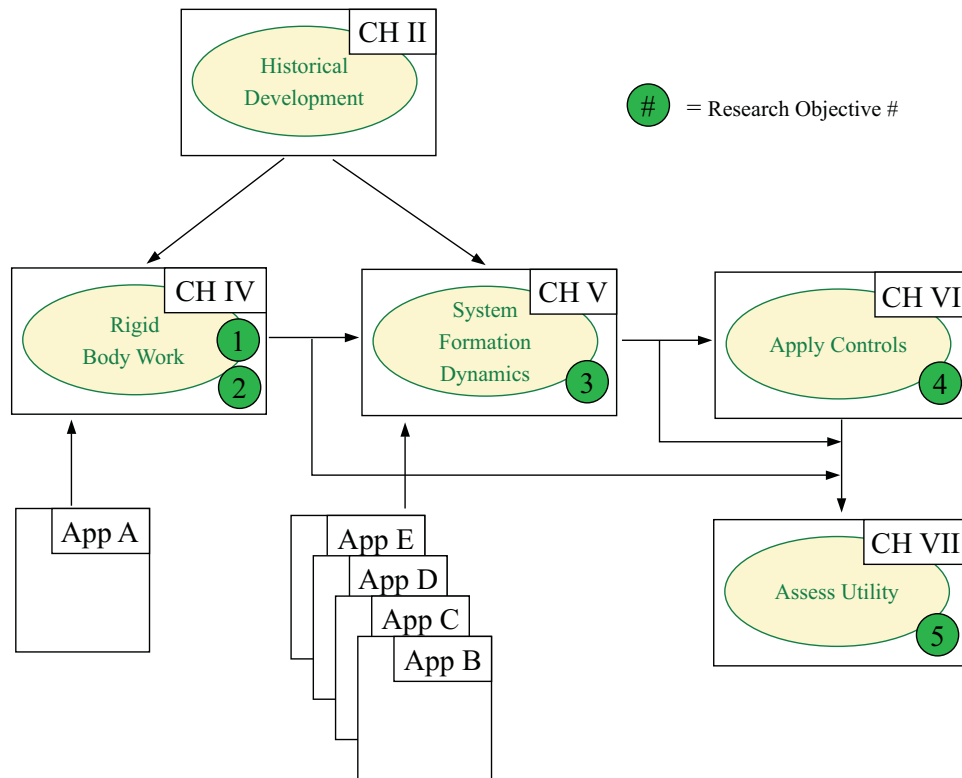 CH II
Historical
Development
#
= Research Objective #
CH IV
Rigid
Body Work
1
2
CH V
System
Formation
Dynamics
3
CH VI
Apply Controls
4
App A
App E
App D
App C
App B
CH VII
Assess Utility
5